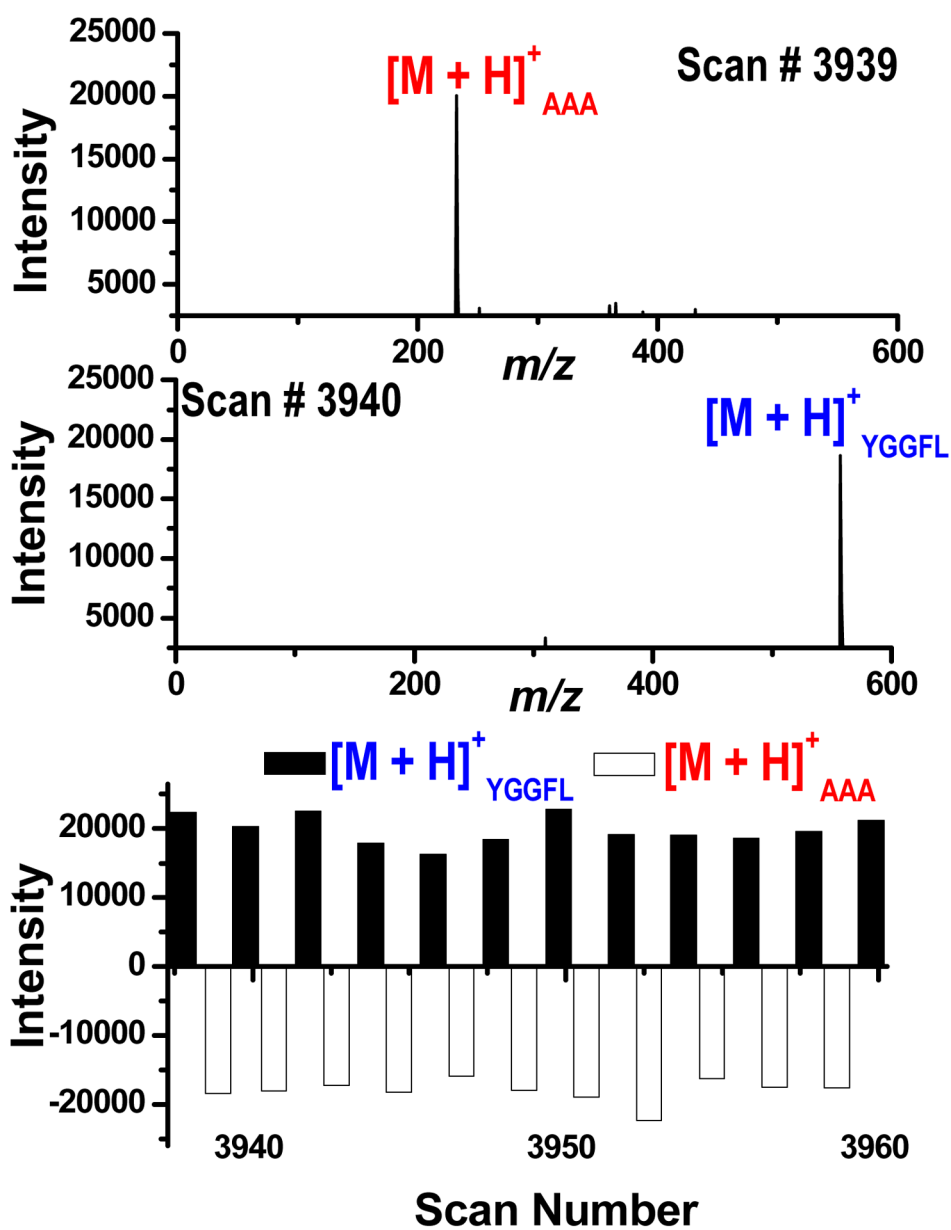 25000
20000
15000
10000
5000
Intensity
[M + H]+ AAA
Scan # 3939
0 200 400 600
m/z
25000
20000
15000
10000
5000
Intensity
Scan # 3940
[M + H]+ YGGFL
0 200 400 600
m/z
[M + H]+ YGGFL [M + H]+ AAA
20000
10000
0
-10000
-20000
Intensity
3940 3950 3960
Scan Number